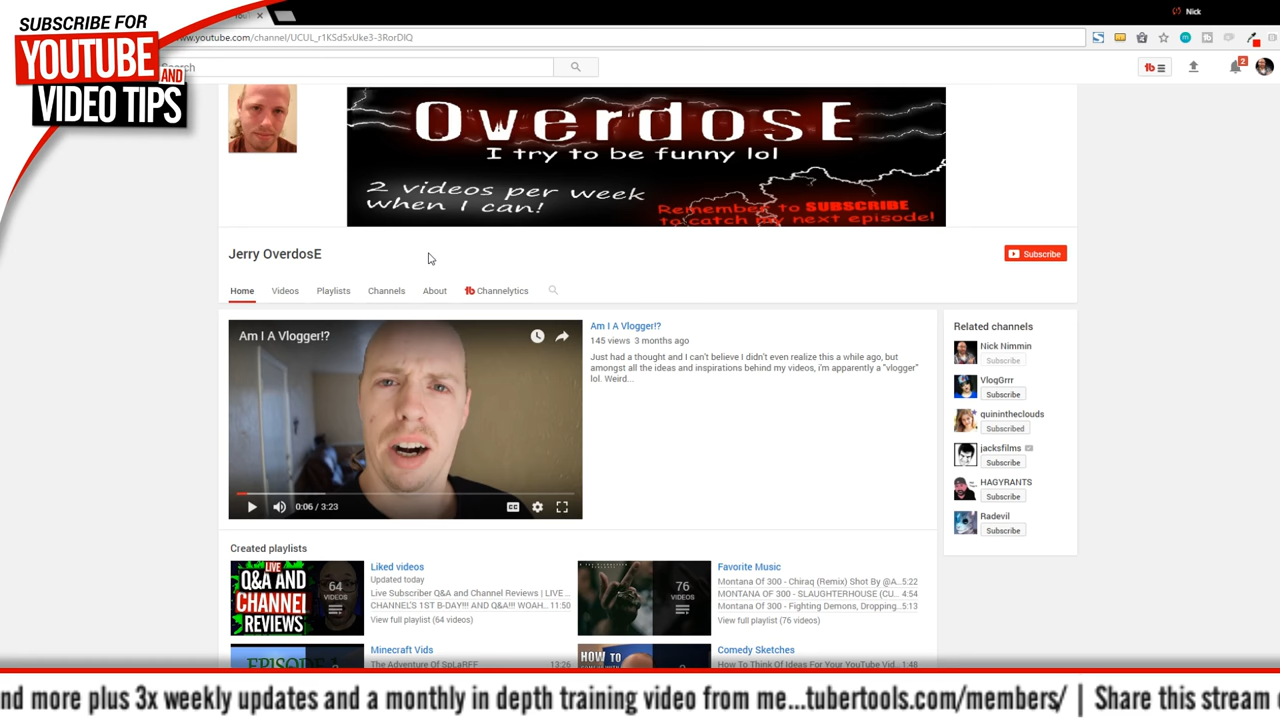 SUBSCRIBE FOR
YOUTUBE
AND
VIDEO TIPS
Nick
www.youtube.com/channel/UCUL_r1KSd5xUke3-3RorDIQ
Search
2
OverdosE
I try to be funny lol
2 videos per week
when I can!
Remember to SUBSCRIBE
to catch my next episode!
Jerry OverdosE
Subscribe
Home
Videos
Playlists
Channels
About
tb Channelytics
Am I A Vlogger!?
0:06 / 3:23
CC
Am I A Vlogger!?
145 views 3 months ago
Just had a thought and I can't believe I didn't even realize this a while ago, but
amongst all the ideas and inspirations behind my videos, i'm apparently a "vlogger"
lol. Weird...
Related channels
Nick Nimmin
Subscribe
VlogGrrr
Subscribe
quinintheclouds
Subscribed
jacksfilms
Subscribe
HAGYRANTS
Subscribe
Radevil
Subscribe
Created playlists
LIVE
Q&A AND
CHANNEL
REVIEWS
64
VIDEOS
Liked videos
Updated today
Live Subscriber Q&A and Channel Reviews | LIVE ...
CHANNEL'S 1ST B-DAY!!! AND Q&A!!! WOAH... 11:50
View full playlist (64 videos)
76
VIDEOS
Favorite Music
Montana Of 300 - Chiraq (Remix) Shot By @A... 5:22
MONTANA OF 300 - SLAUGHTERHOUSE (CU... 4:54
Montana Of 300 - Fighting Demons, Dropping... 5:13
View full playlist (76 videos)
EPISODE
Minecraft Vids
The Adventure Of SpLaRFF 13:26
HOW TO
Comedy Sketches
How To Think Of Ideas For Your YouTube Vid... 1:48
nd more plus 3x weekly updates and a monthly in depth training video from me...tubertools.com/members/ | Share this stream